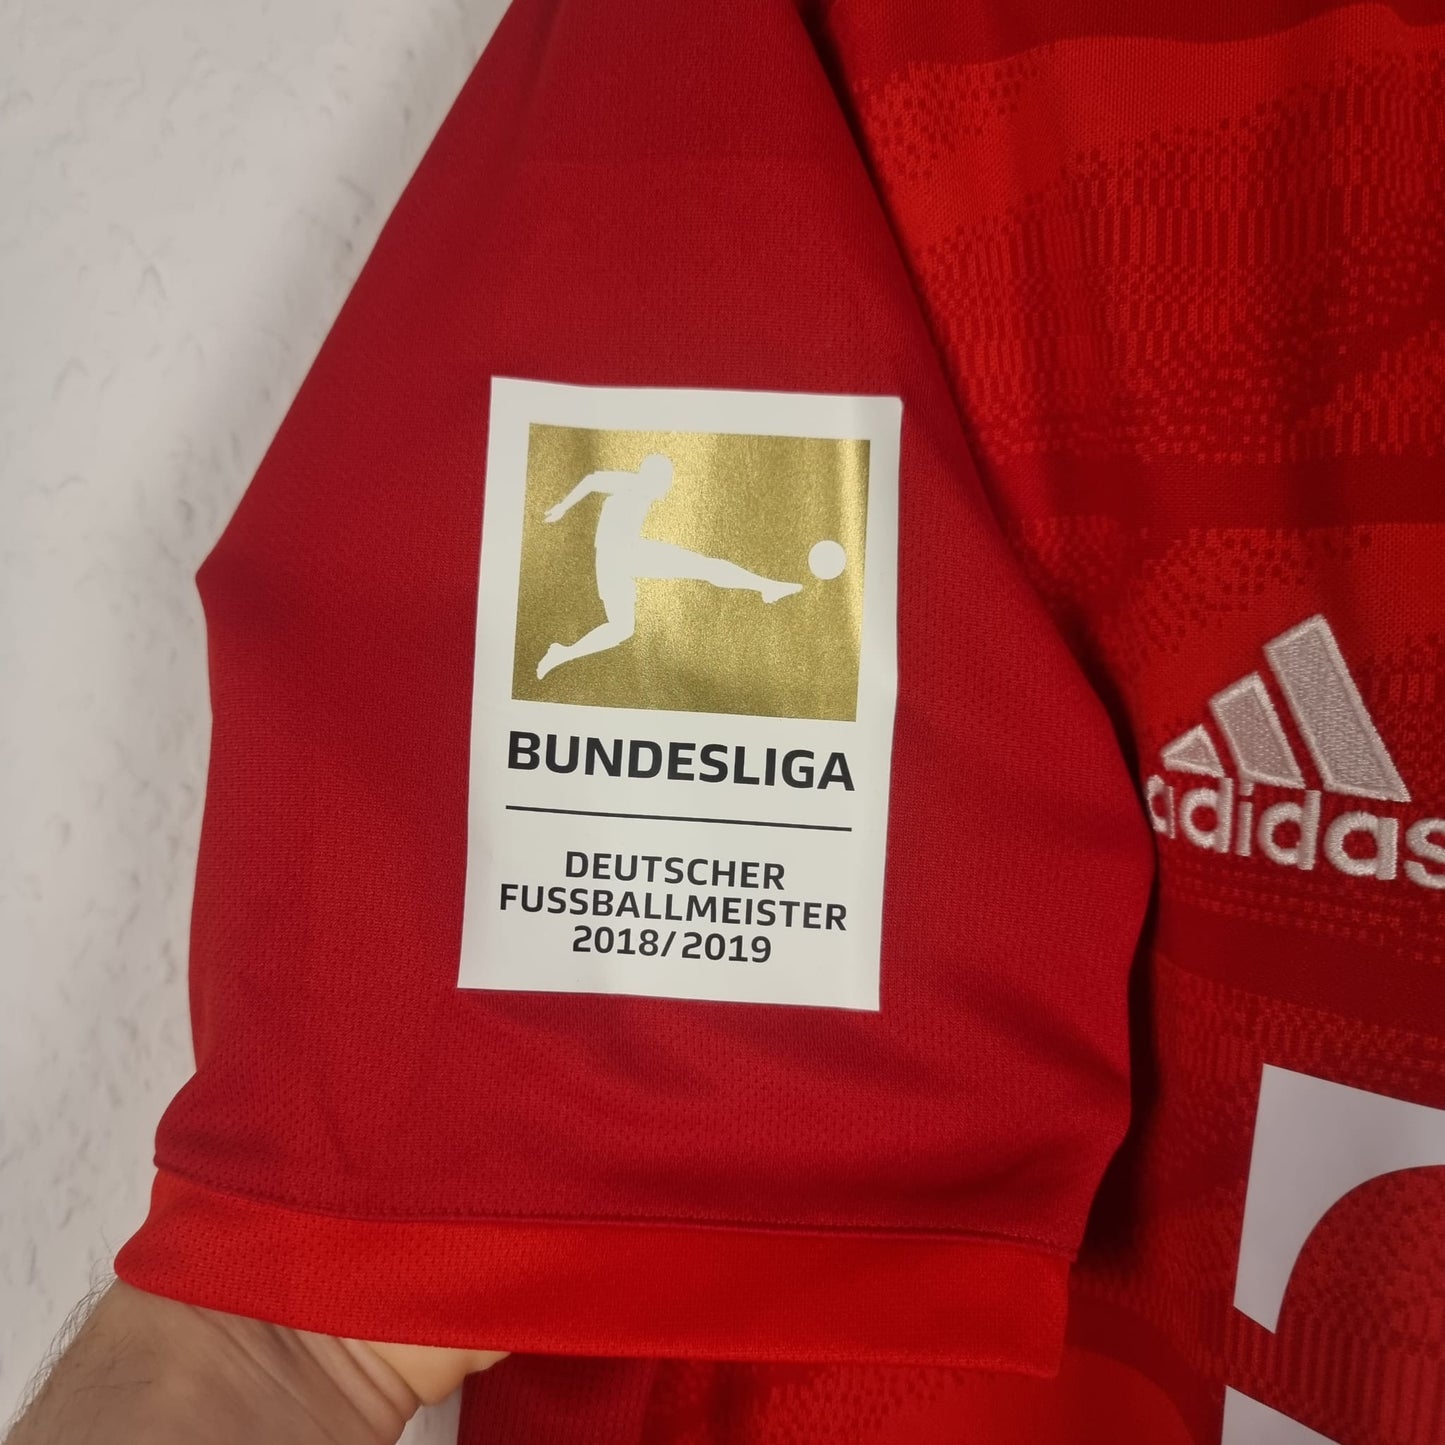 BUNDESLIGA
DEUTSCHER
FUSSBALLMEISTER
2018/2019
adidas